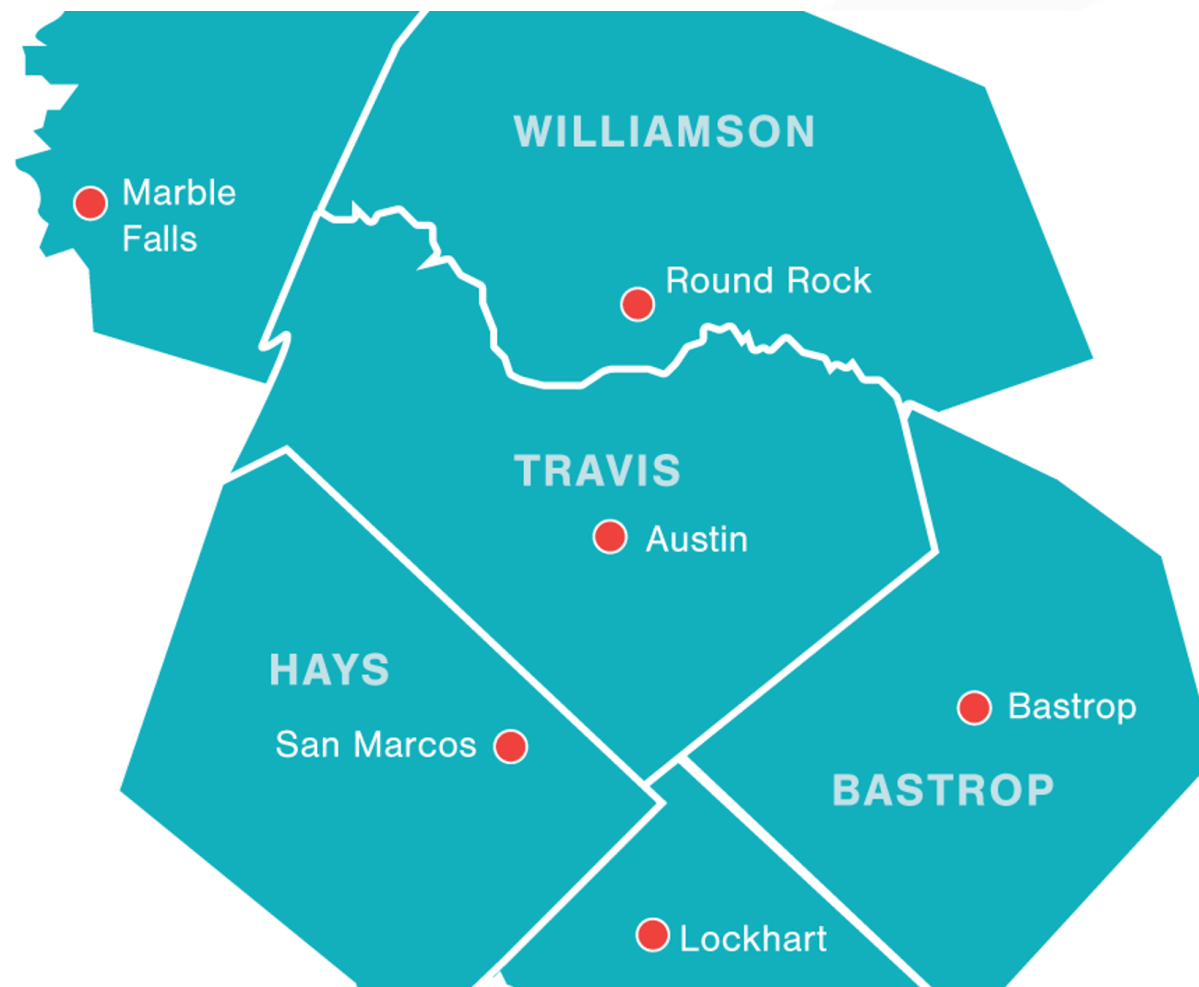 WILLIAMSON
Marble
Falls
Round Rock
TRAVIS
Austin
HAYS
San Marcos
Bastrop
BASTROP
Lockhart